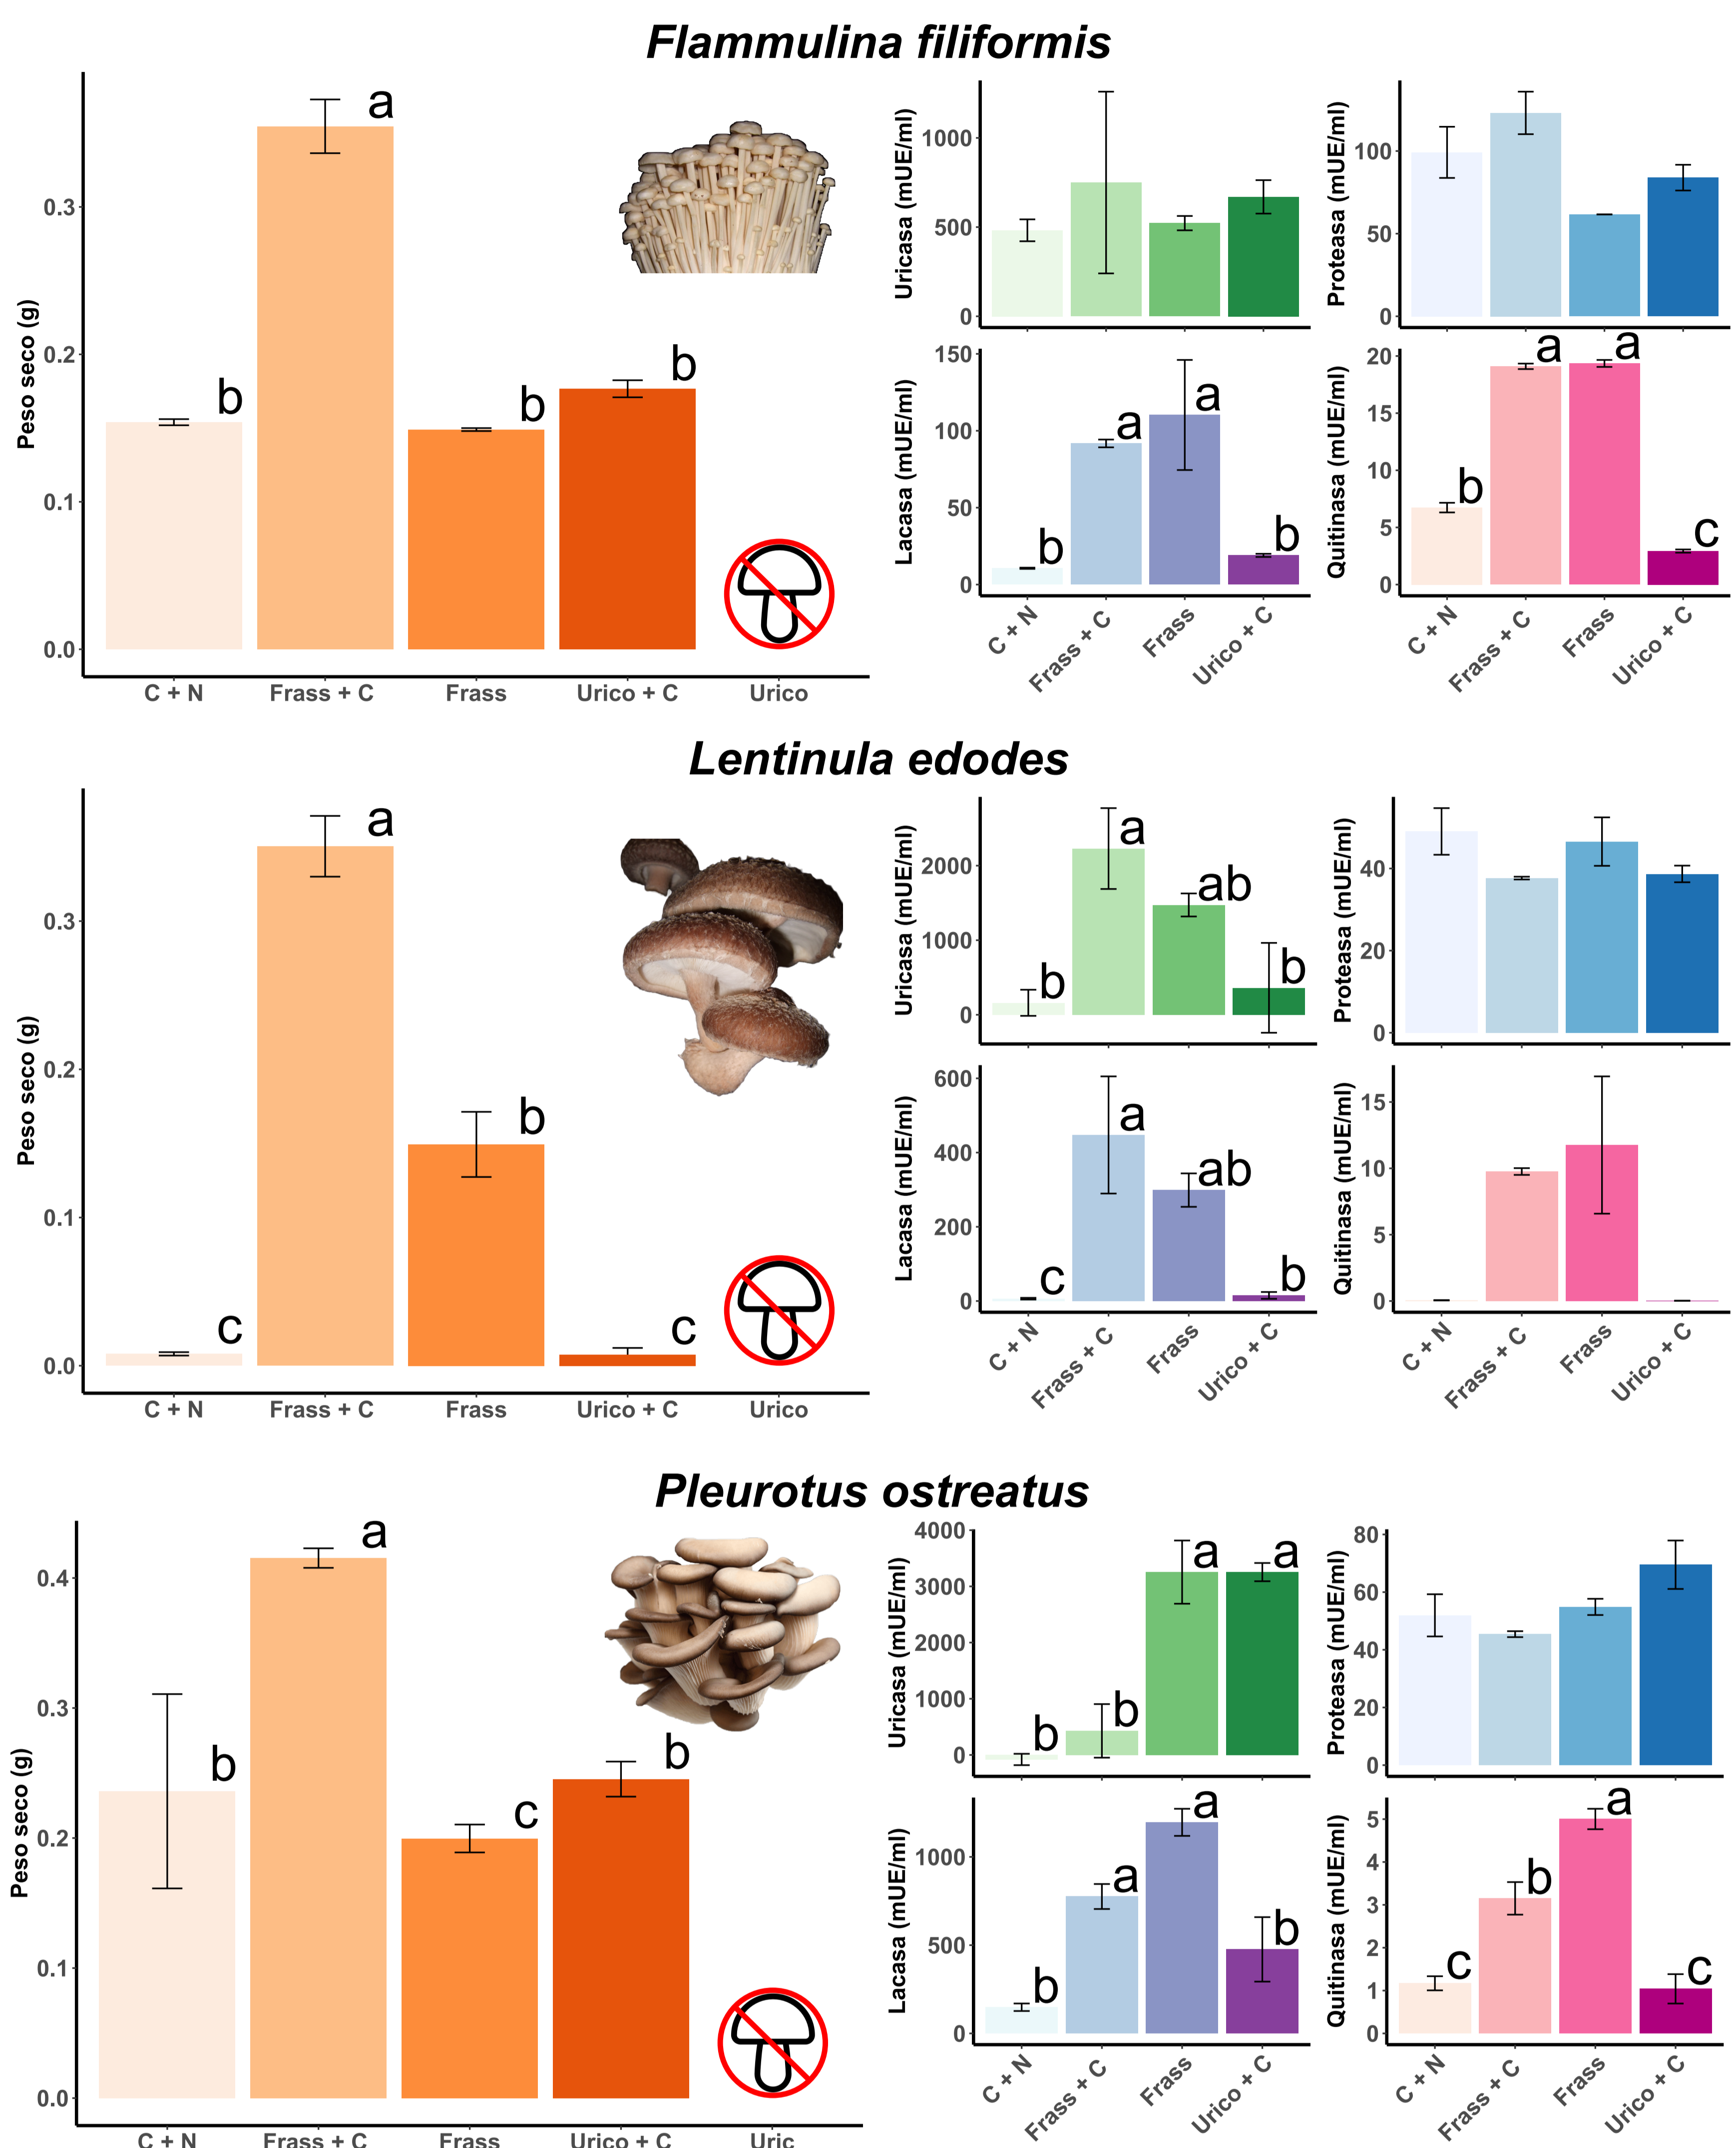 Flammulina filiformis
Peso seco (g)
0.3
0.2
0.1
0.0
b
a
b
b
C + N
Frass + C
Frass
Urico + C
Urico
Uricasa (mUE/ml)
1000
500
0
Proteasa (mUE/ml)
100
50
0
Lacasa (mUE/ml)
150
100
50
0
b
a
a
b
C + N
Frass + C
Frass
Urico + C
Quitinasa (mUE/ml)
20
15
10
5
0
b
a
a
c
C + N
Frass + C
Frass
Urico + C
Lentinula edodes
Peso seco (g)
0.3
0.2
0.1
0.0
c
a
b
c
C + N
Frass + C
Frass
Urico + C
Urico
Uricasa (mUE/ml)
2000
1000
0
b
a
ab
b
Proteasa (mUE/ml)
40
20
0
Lacasa (mUE/ml)
600
400
200
0
c
a
ab
b
C + N
Frass + C
Frass
Urico + C
Quitinasa (mUE/ml)
15
10
5
0
C + N
Frass + C
Frass
Urico + C
Pleurotus ostreatus
Peso seco (g)
0.4
0.3
0.2
0.1
0.0
b
a
c
b
C + N
Frass + C
Frass
Urico + C
Uric
Uricasa (mUE/ml)
4000
3000
2000
1000
0
b
b
a
a
Proteasa (mUE/ml)
80
60
40
20
0
Lacasa (mUE/ml)
1000
500
0
b
a
a
b
C + N
Frass + C
Frass
Urico + C
Quitinasa (mUE/ml)
5
4
3
2
1
0
c
b
a
c
C + N
Frass + C
Frass
Urico + C